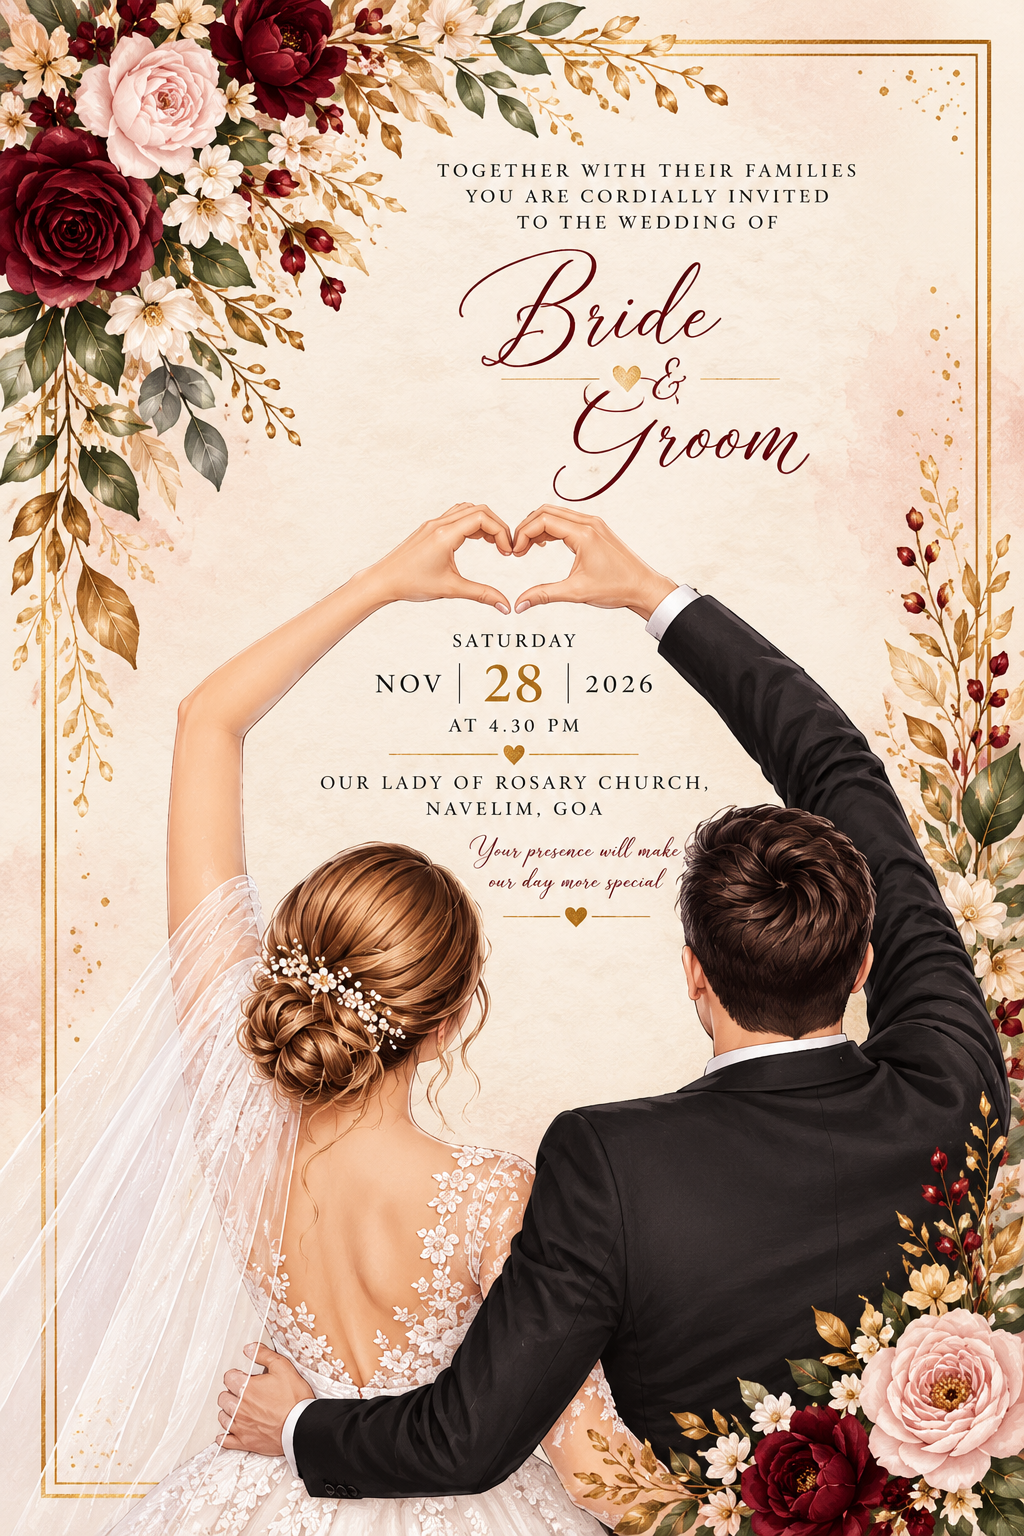 TOGETHER WITH THEIR FAMILIES
YOU ARE CORDIALLY INVITED
TO THE WEDDING OF
Bride
&
Groom
SATURDAY
NOV 28 2026
AT 4.30 PM
OUR LADY OF ROSARY CHURCH,
NAVELIM, GOA
Your presence will make
our day more special